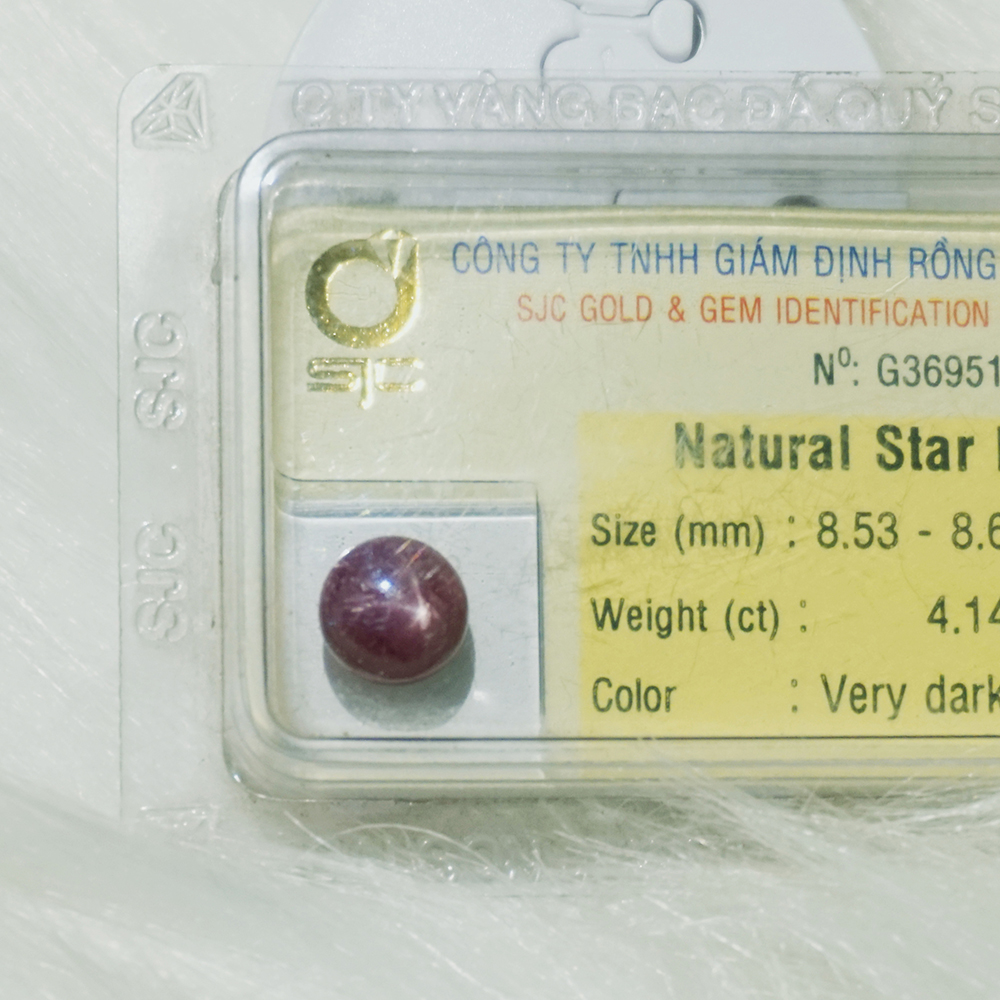 C.TY VÀNG BẠC ĐÁ QUÝ S
CÔNG TY TNHH GIÁM ĐỊNH RỒNG
SJC GOLD & GEM IDENTIFICATION
SJC
Nº: G36951
Natural Star
Size (mm) : 8.53 - 8.6
Weight (ct) : 4.14
Color : Very dark
SJC
SJC